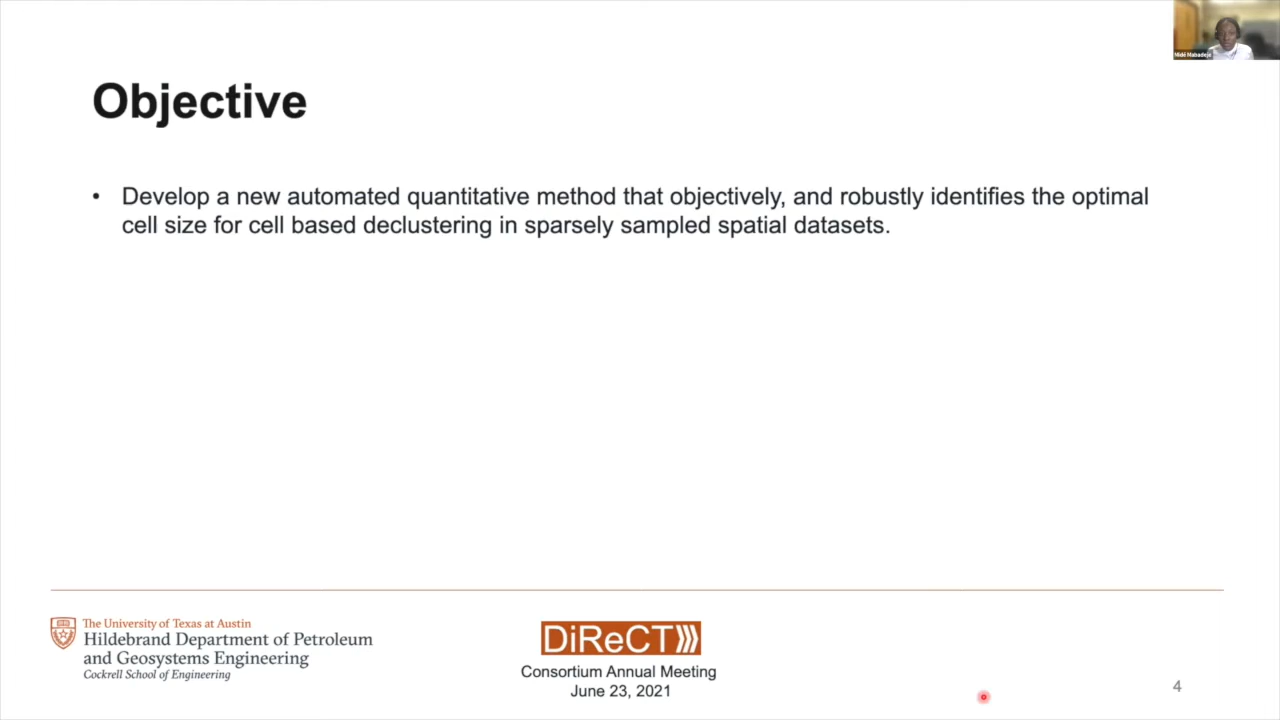 Midé Mabadeje
Objective
• Develop a new automated quantitative method that objectively, and robustly identifies the optimal
cell size for cell based declustering in sparsely sampled spatial datasets.
The University of Texas at Austin
Hildebrand Department of Petroleum
and Geosystems Engineering
Cockrell School of Engineering
DiReCT
Consortium Annual Meeting
June 23, 2021
4